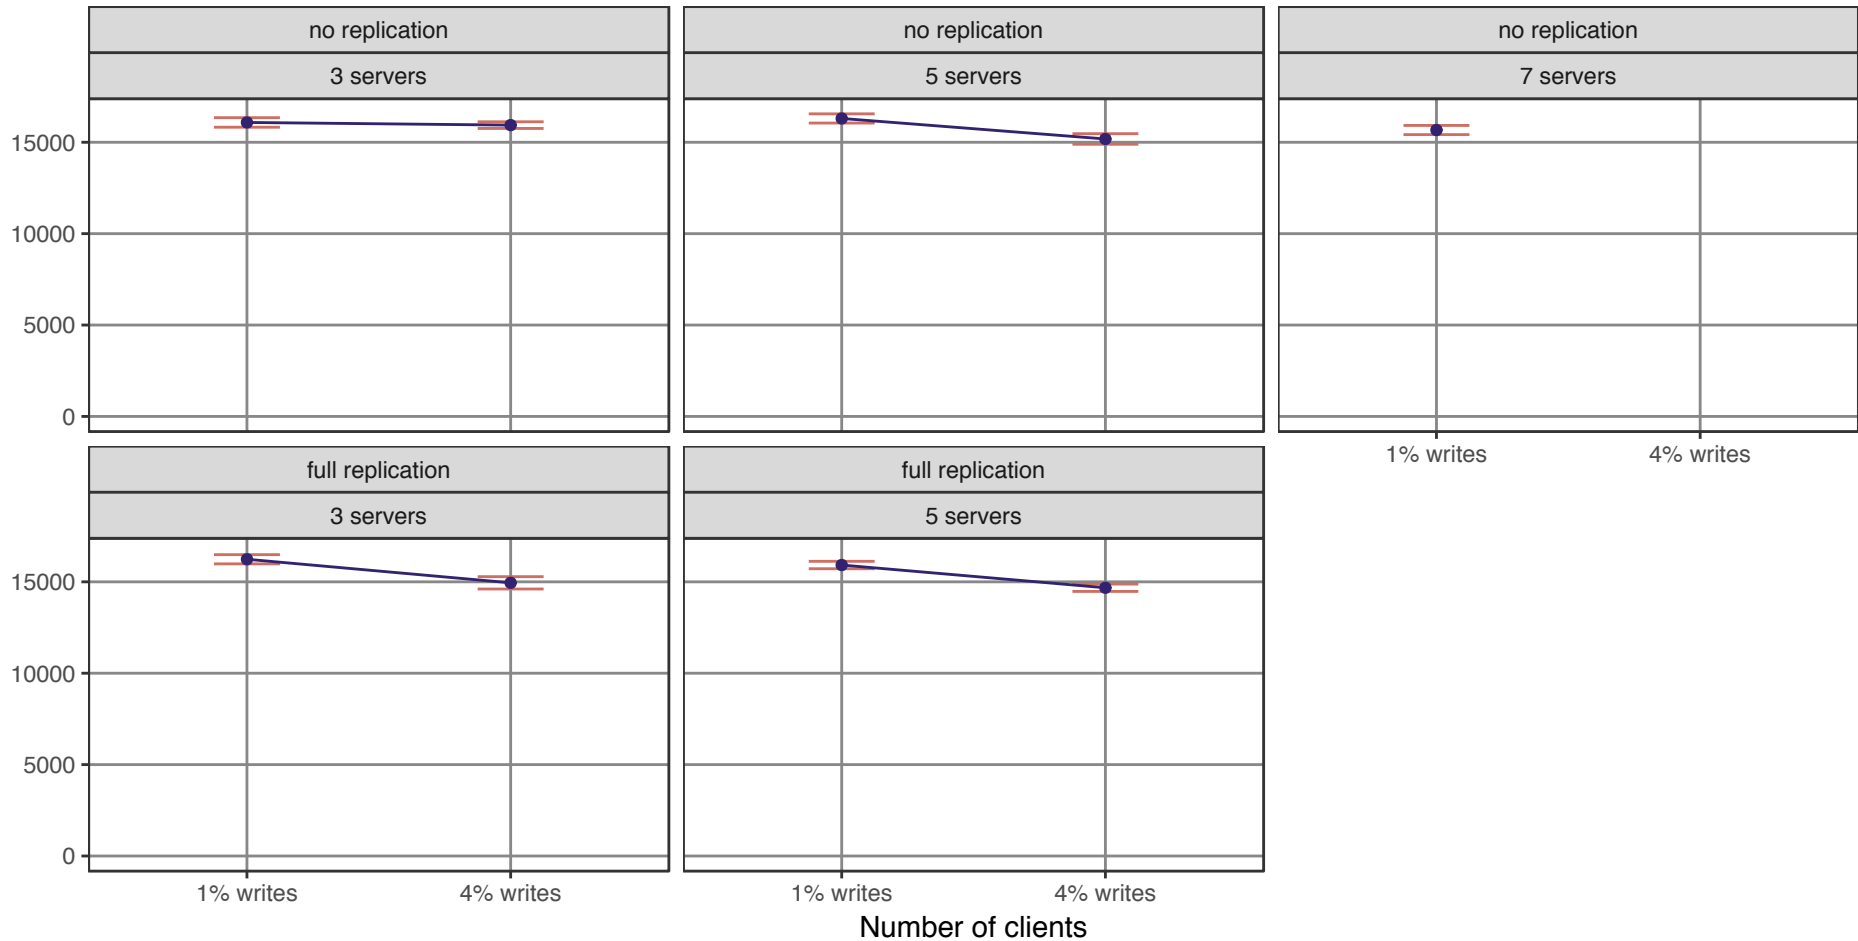 no replication
no replication
no replication
3 servers
5 servers
7 servers
15000
10000
5000
0
1% writes
4% writes
full replication
full replication
3 servers
5 servers
15000
10000
5000
0
1% writes
4% writes
1% writes
4% writes
Number of clients